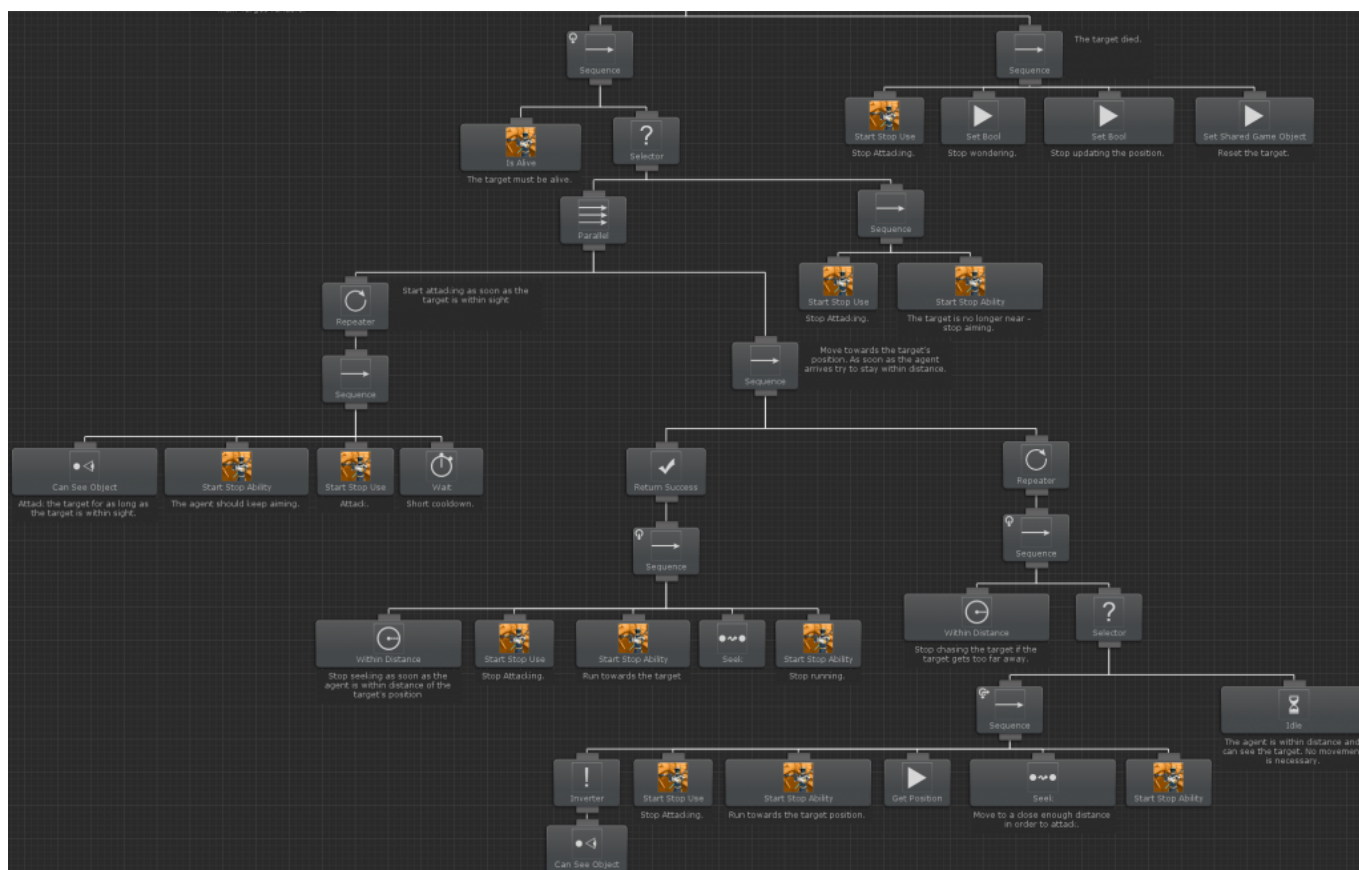 Sequence
The target died.
Sequence
Is Alive
The target must be alive.
Selector
Start Stop Use
Stop Attacking.
Set Bool
Stop wondering.
Set Bool
Stop updating the position.
Set Shared Game Object
Reset the target.
Parallel
Sequence
Repeater
Start attacking as soon as the
target is within sight
Start Stop Use
Stop Attacking.
Start Stop Ability
The target is no longer near -
stop aiming.
Sequence
Move towards the target's
position. As soon as the agent
arrives try to stay within distance.
Sequence
Can See Object
Attack the target for as long as
the target is within sight.
Start Stop Ability
The agent should keep aiming.
Start Stop Use
Attack.
Wait
Short cooldown.
Return Success
Repeater
Sequence
Sequence
Within Distance
Stop seeking as soon as the
agent is within distance of the
target's position
Start Stop Use
Stop Attacking.
Start Stop Ability
Run towards the target
Seek
Start Stop Ability
Stop running.
Within Distance
Stop chasing the target if the
target gets too far away.
Selector
Sequence
Idle
The agent is within distance and
can see the target. No movement
is necessary.
Inverter
Start Stop Use
Stop Attacking.
Start Stop Ability
Run towards the target position.
Get Position
Seek
Move to a close enough distance
in order to attack.
Start Stop Ability
Can See Object